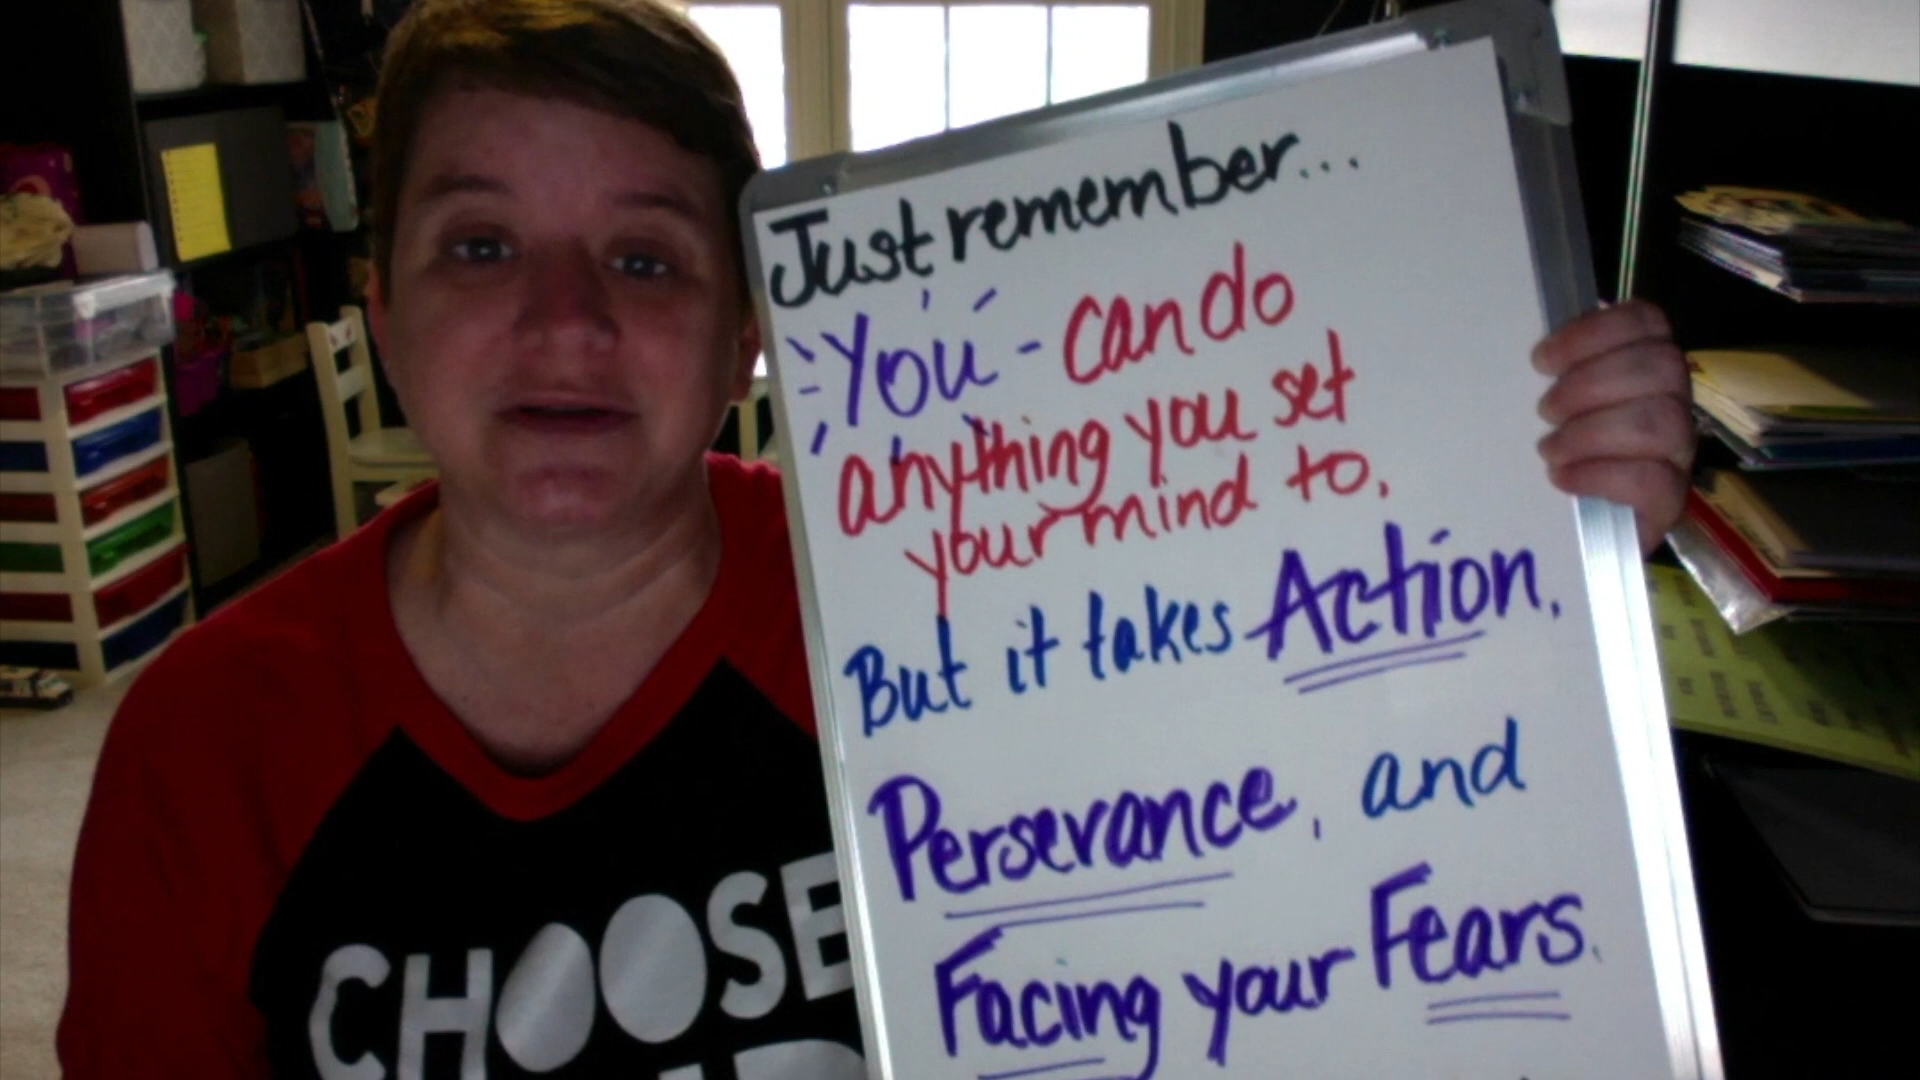 Just remember...
You - can do
anything you set
your mind to.
But it takes Action,
Perservance, and
Facing your Fears.
CHOOSE